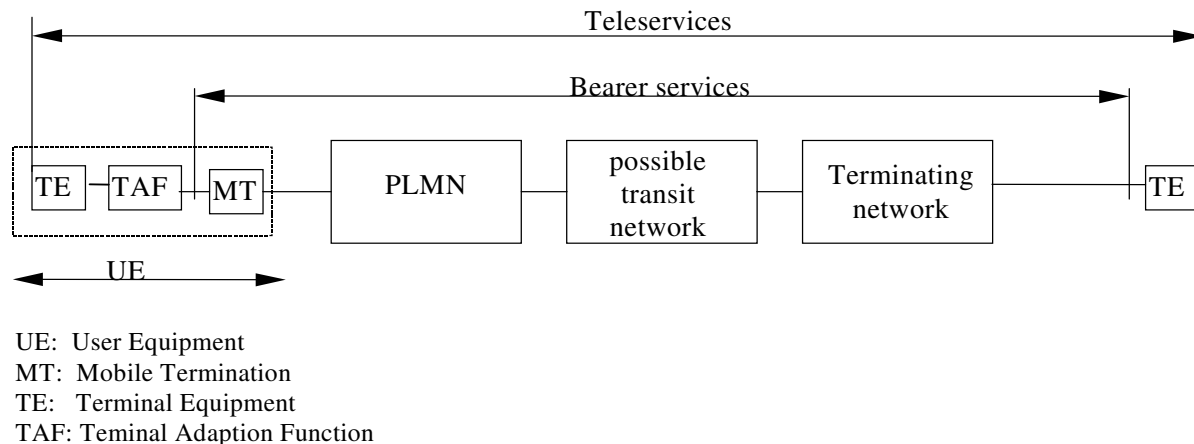 Teleservices
Bearer services
TE
TAF
MT
PLMN
possible
transit
network
Terminating
network
TE
UE
UE: User Equipment
MT: Mobile Termination
TE: Terminal Equipment
TAF: Teminal Adaption Function